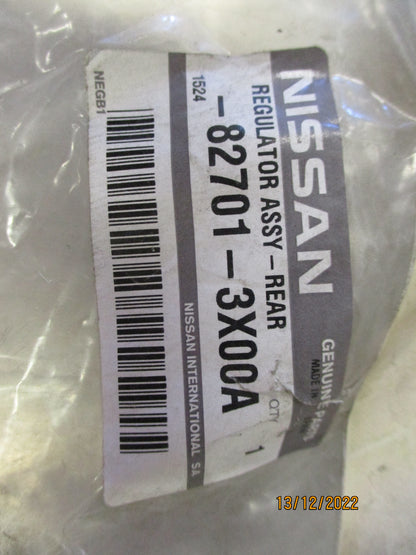 NISSAN
GENUINE PARTS
MADE IN
REGULATOR ASSY-REAR
QTY
1
-82701-3X00A
1524
NISSAN INTERNATIONAL SA
NEGB1
13/12/2022